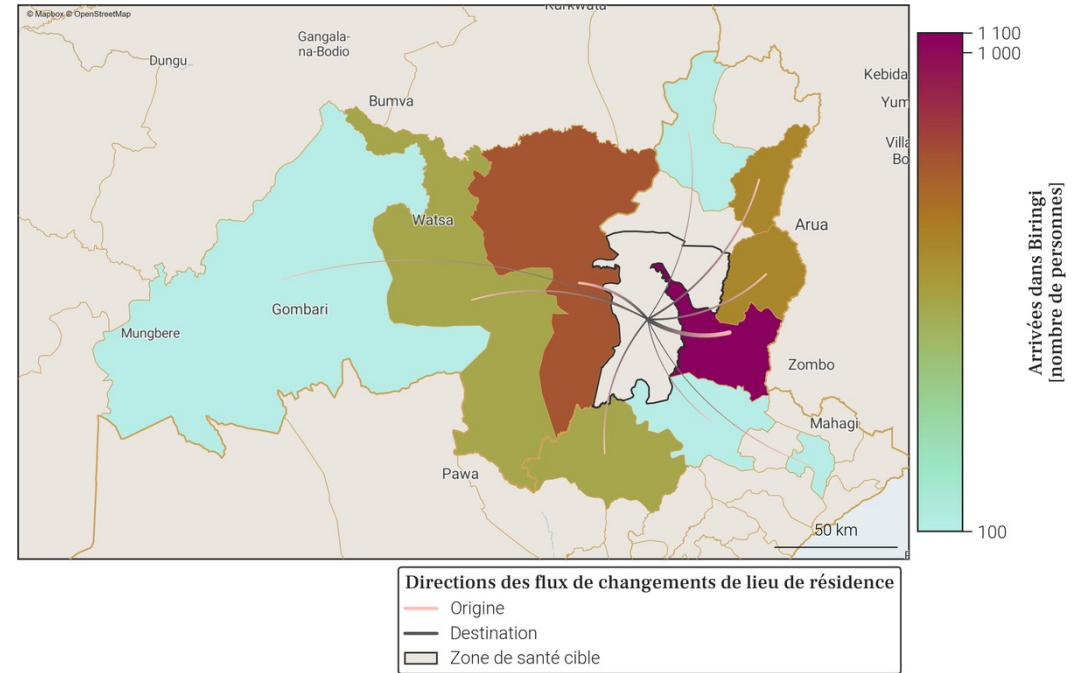 © Mapbox © OpenStreetMap
Gangala-
na-Bodio
Dungu
Bumva
Kebida
Yum
Watsa
Arua
Gombari
Mungbere
Zombo
Mahagi
Pawa
50 km
1 100
1 000
100
Arrivées dans Biringi
[nombre de personnes]
Directions des flux de changements de lieu de résidence
Origine
Destination
Zone de santé cible